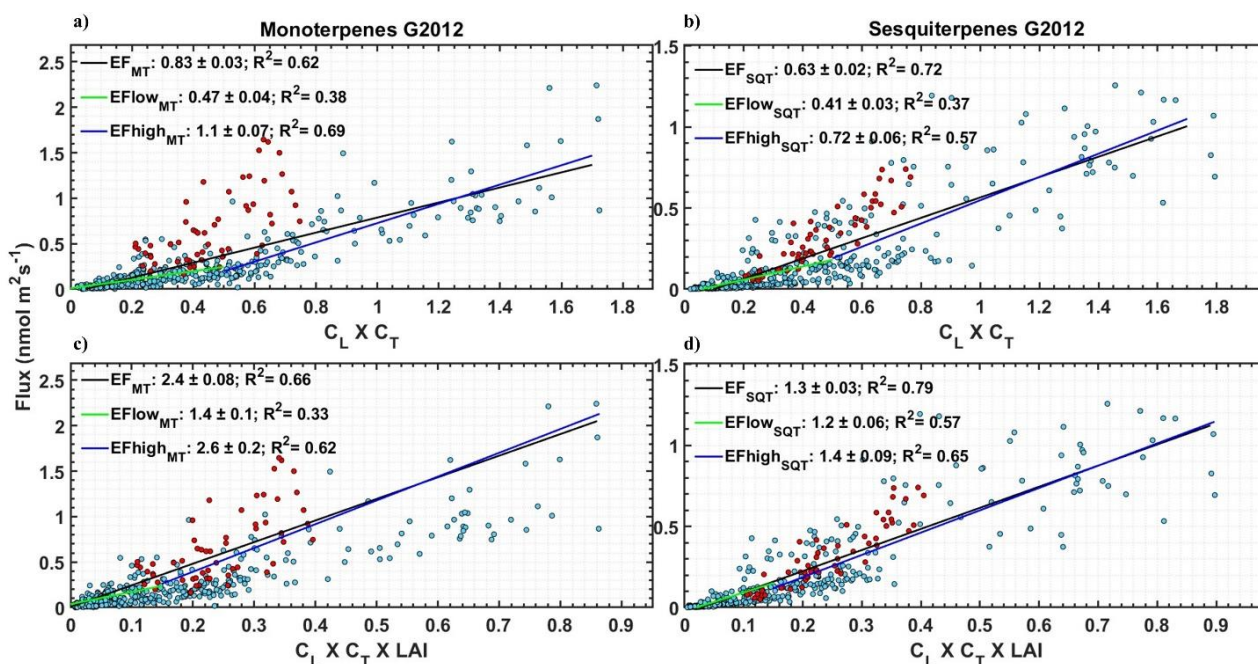 a)
Monoterpenes G2012
EF_MT: 0.83 ± 0.03; R² = 0.62
EFlow_MT: 0.47 ± 0.04; R² = 0.38
EFhigh_MT: 1.1 ± 0.07; R² = 0.69
2.5
2
1.5
1
0.5
0
0 0.2 0.4 0.6 0.8 1 1.2 1.4 1.6 1.8
C_L X C_T
b)
Sesquiterpenes G2012
EF_SQT: 0.63 ± 0.02; R² = 0.72
EFlow_SQT: 0.41 ± 0.03; R² = 0.37
EFhigh_SQT: 0.72 ± 0.06; R² = 0.57
1.5
1
0.5
0
0 0.2 0.4 0.6 0.8 1 1.2 1.4 1.6 1.8 2
C_L X C_T
Flux (nmol m⁻² s⁻¹)
c)
EF_MT: 2.4 ± 0.08; R² = 0.66
EFlow_MT: 1.4 ± 0.1; R² = 0.33
EFhigh_MT: 2.6 ± 0.2; R² = 0.62
2.5
2
1.5
1
0.5
0
0 0.1 0.2 0.3 0.4 0.5 0.6 0.7 0.8 0.9
C_L X C_T X LAI
d)
EF_SQT: 1.3 ± 0.03; R² = 0.79
EFlow_SQT: 1.2 ± 0.06; R² = 0.57
EFhigh_SQT: 1.4 ± 0.09; R² = 0.65
1.5
1
0.5
0
0 0.1 0.2 0.3 0.4 0.5 0.6 0.7 0.8 0.9 1
C_L X C_T X LAI